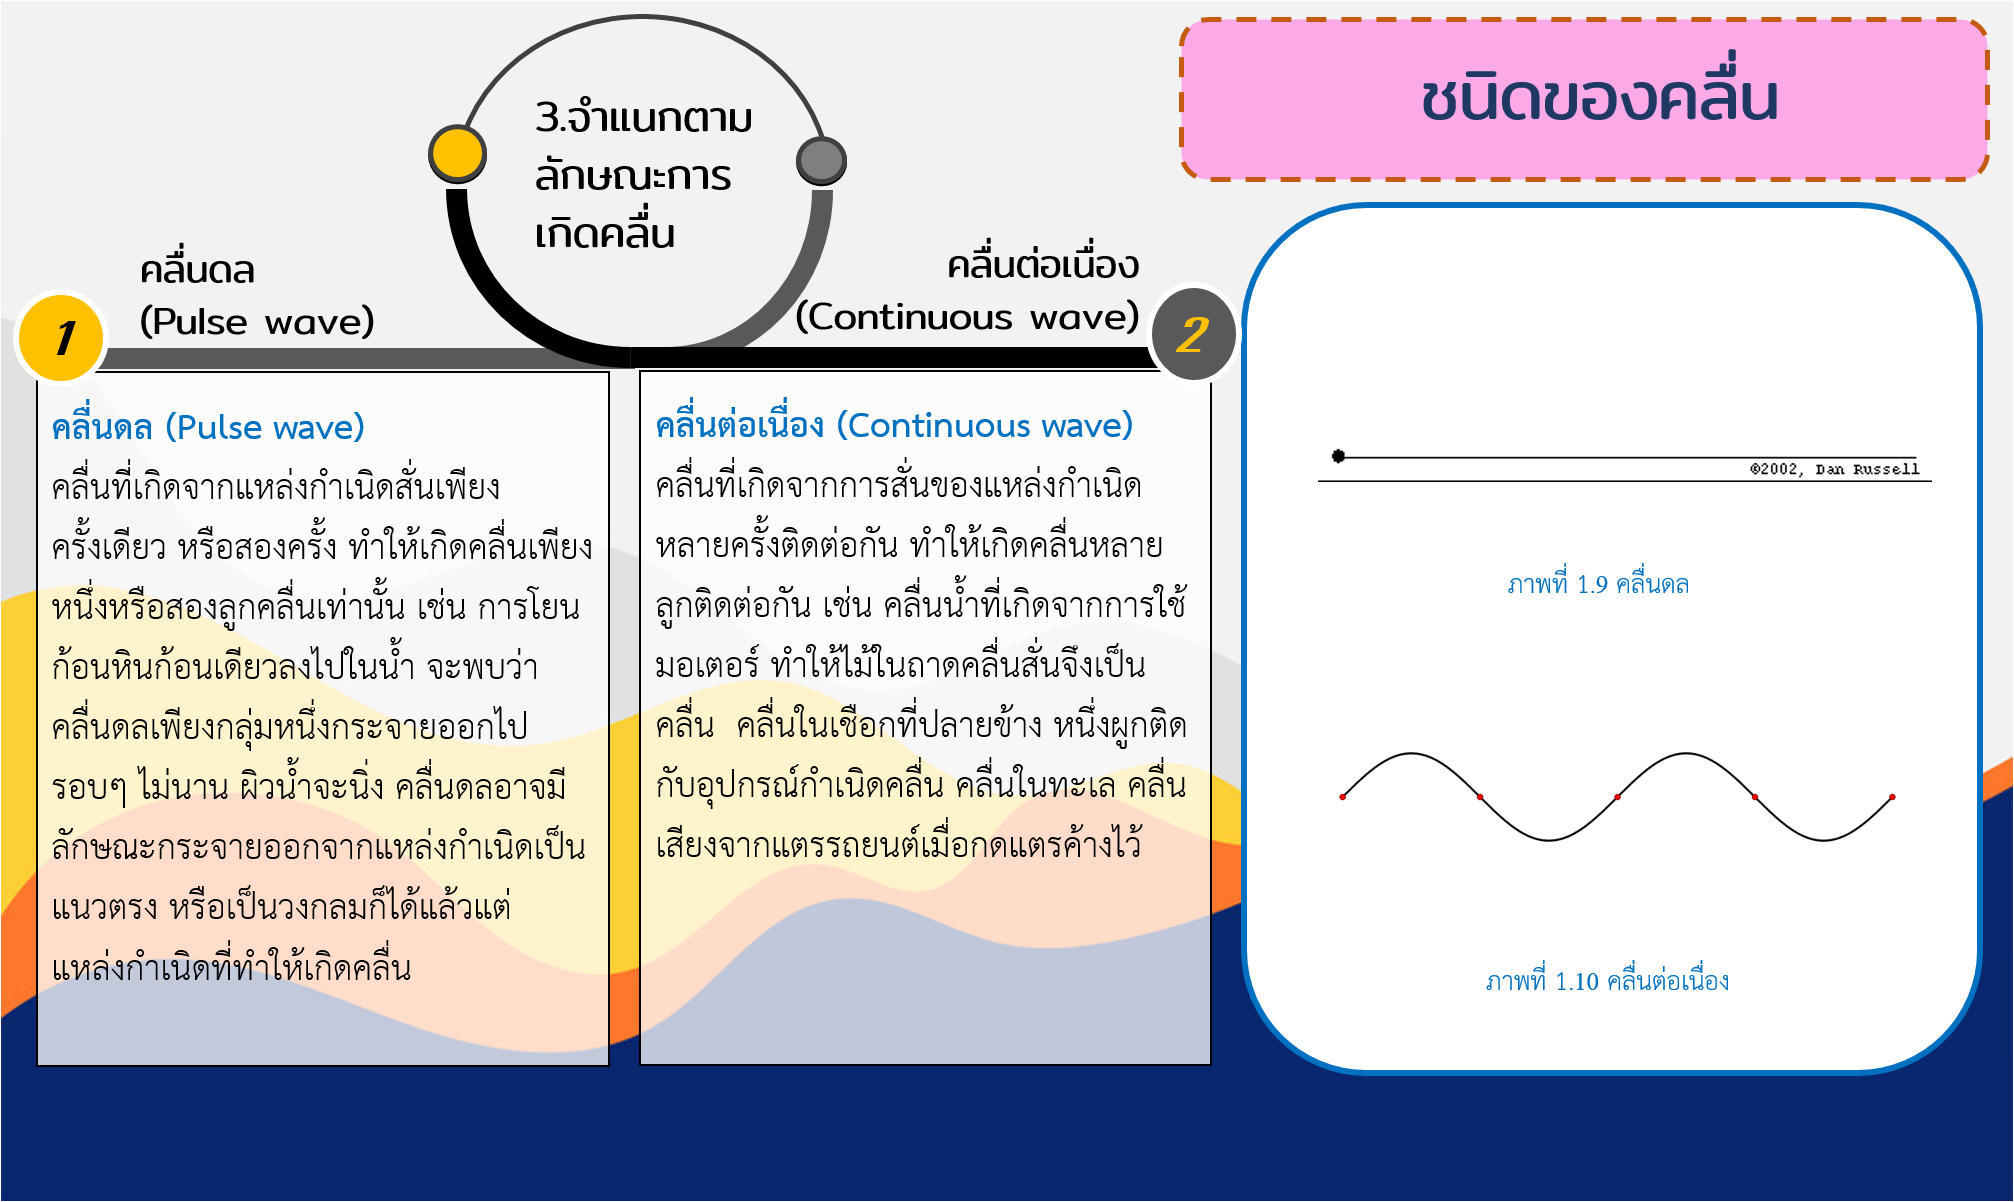 ชนิดของคลื่น
3.จำแนกตาม
ลักษณะการ
เกิดคลื่น
คลื่นดล
(Pulse wave)
1
คลื่นต่อเนื่อง
(Continuous wave)
2
คลื่นดล (Pulse wave)
คลื่นที่เกิดจากแหล่งกำเนิดสั่นเพียง
ครั้งเดียว หรือสองครั้ง ทำให้เกิดคลื่นเพียง
หนึ่งหรือสองลูกคลื่นเท่านั้น เช่น การโยน
ก้อนหินก้อนเดียวลงไปในน้ำ จะพบว่า
คลื่นดลเพียงกลุ่มหนึ่งกระจายออกไป
รอบๆ ไม่นาน ผิวน้ำจะนิ่ง คลื่นดลอาจมี
ลักษณะกระจายออกจากแหล่งกำเนิดเป็น
แนวตรง หรือเป็นวงกลมก็ได้แล้วแต่
แหล่งกำเนิดที่ทำให้เกิดคลื่น
คลื่นต่อเนื่อง (Continuous wave)
คลื่นที่เกิดจากการสั่นของแหล่งกำเนิด
หลายครั้งติดต่อกัน ทำให้เกิดคลื่นหลาย
ลูกติดต่อกัน เช่น คลื่นน้ำที่เกิดจากการใช้
มอเตอร์ ทำให้ไม้ในถาดคลื่นสั่นจึงเป็น
คลื่น คลื่นในเชือกที่ปลายข้าง หนึ่งผูกติด
กับอุปกรณ์กำเนิดคลื่น คลื่นในทะเล คลื่น
เสียงจากแตรรถยนต์เมื่อกดแตรค้างไว้
©2002, Dan Russell
ภาพที่ 1.9 คลื่นดล
ภาพที่ 1.10 คลื่นต่อเนื่อง